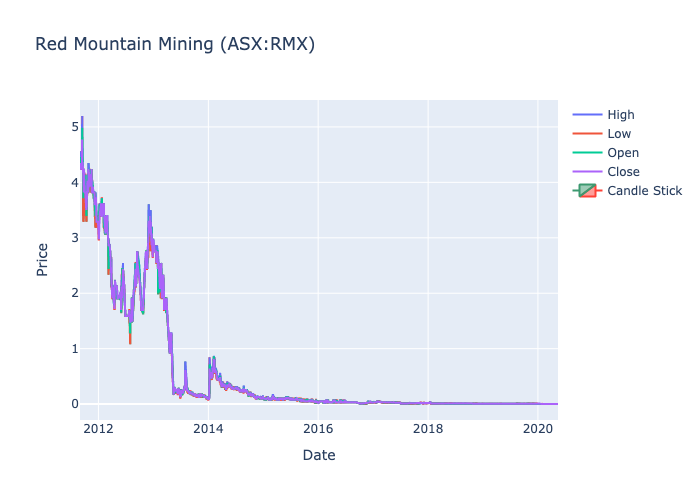 Red Mountain Mining (ASX:RMX)
High
Low
Open
Close
Candle Stick
5
4
3
2
1
0
Price
2012
2014
2016
2018
2020
Date